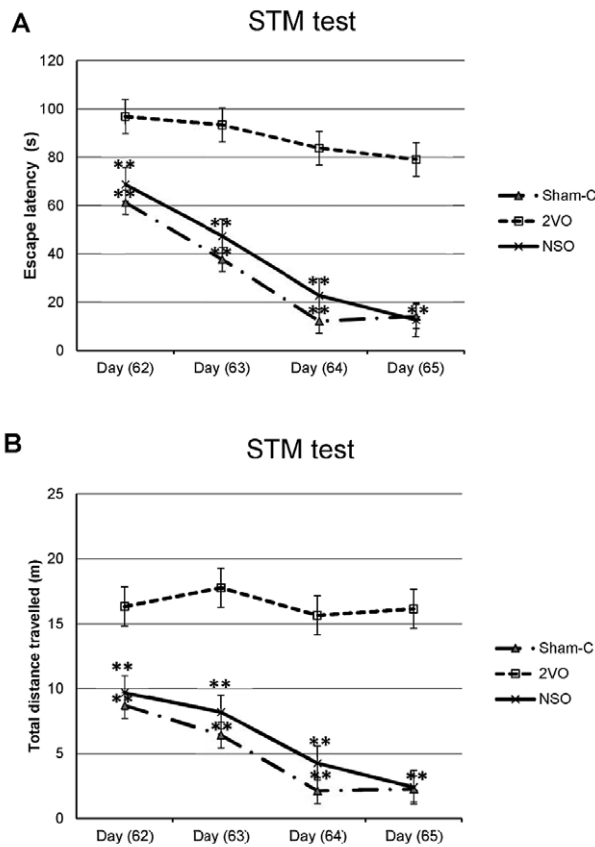 A
STM test
Escape latency (s)
120
100
80
60
40
20
0
**
**
**
**
**
**
**
Day (62)
Day (63)
Day (64)
Day (65)
Sham-C
2VO
NSO
B
STM test
Total distance travelled (m)
25
20
15
10
5
0
**
**
**
**
**
**
**
Day (62)
Day (63)
Day (64)
Day (65)
Sham-C
2VO
NSO